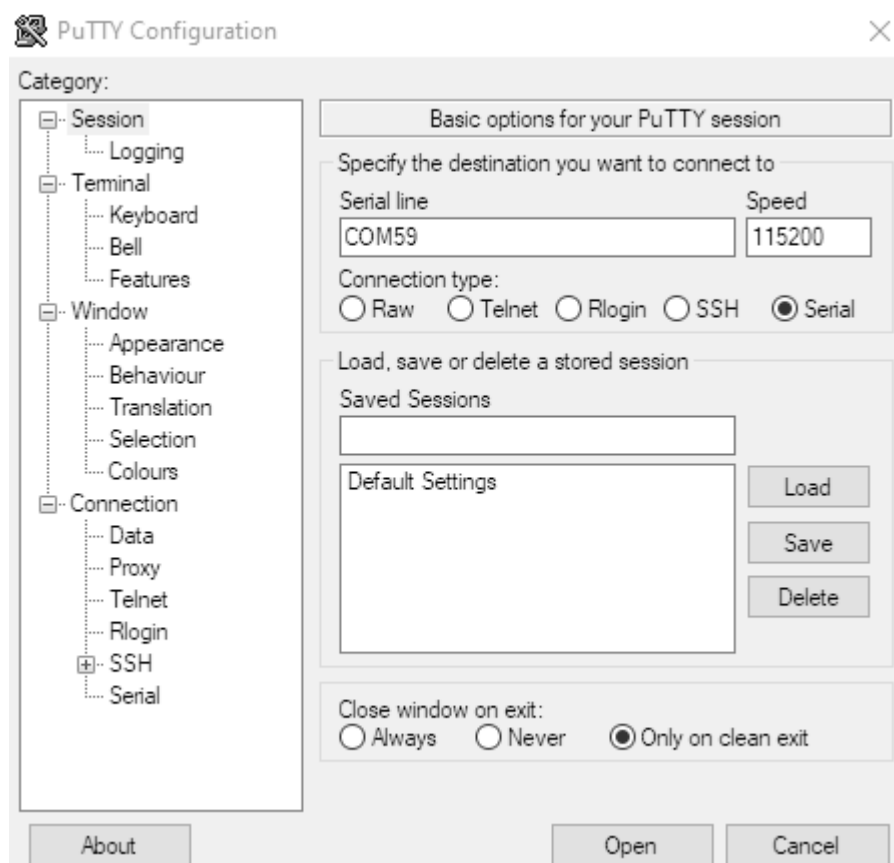 PuTTY Configuration
Category:
Session
Logging
Terminal
Keyboard
Bell
Features
Window
Appearance
Behaviour
Translation
Selection
Colours
Connection
Data
Proxy
Telnet
Rlogin
SSH
Serial
Basic options for your PuTTY session
Specify the destination you want to connect to
Serial line Speed
COM59 115200
Connection type:
Raw Telnet Rlogin SSH Serial
Load, save or delete a stored session
Saved Sessions
Default Settings
Load
Save
Delete
Close window on exit:
Always Never Only on clean exit
About Open Cancel